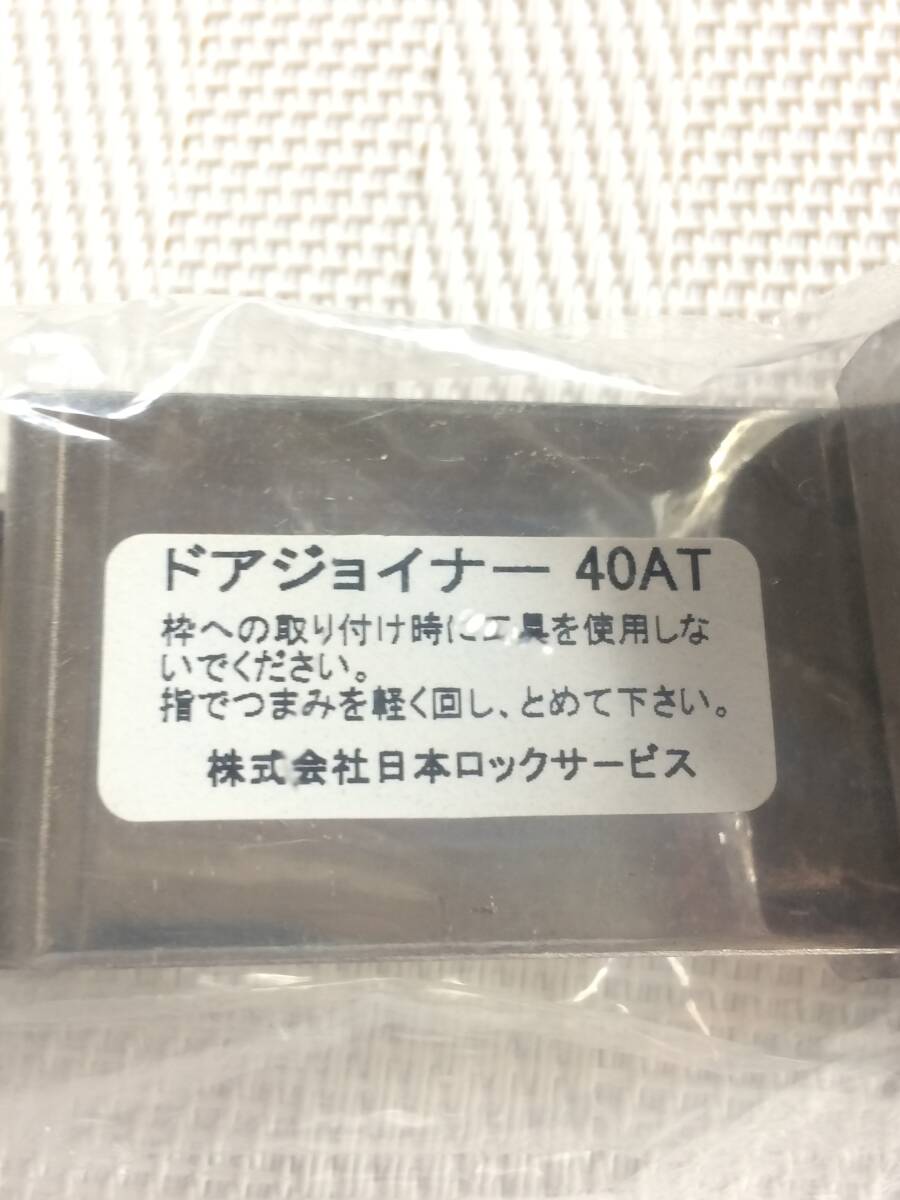 ドアジョイナー 40AT
枠への取り付け時に工具を使用しな
いでください。
指でつまみを軽く回し、とめて下さい。
株式会社日本ロックサービス